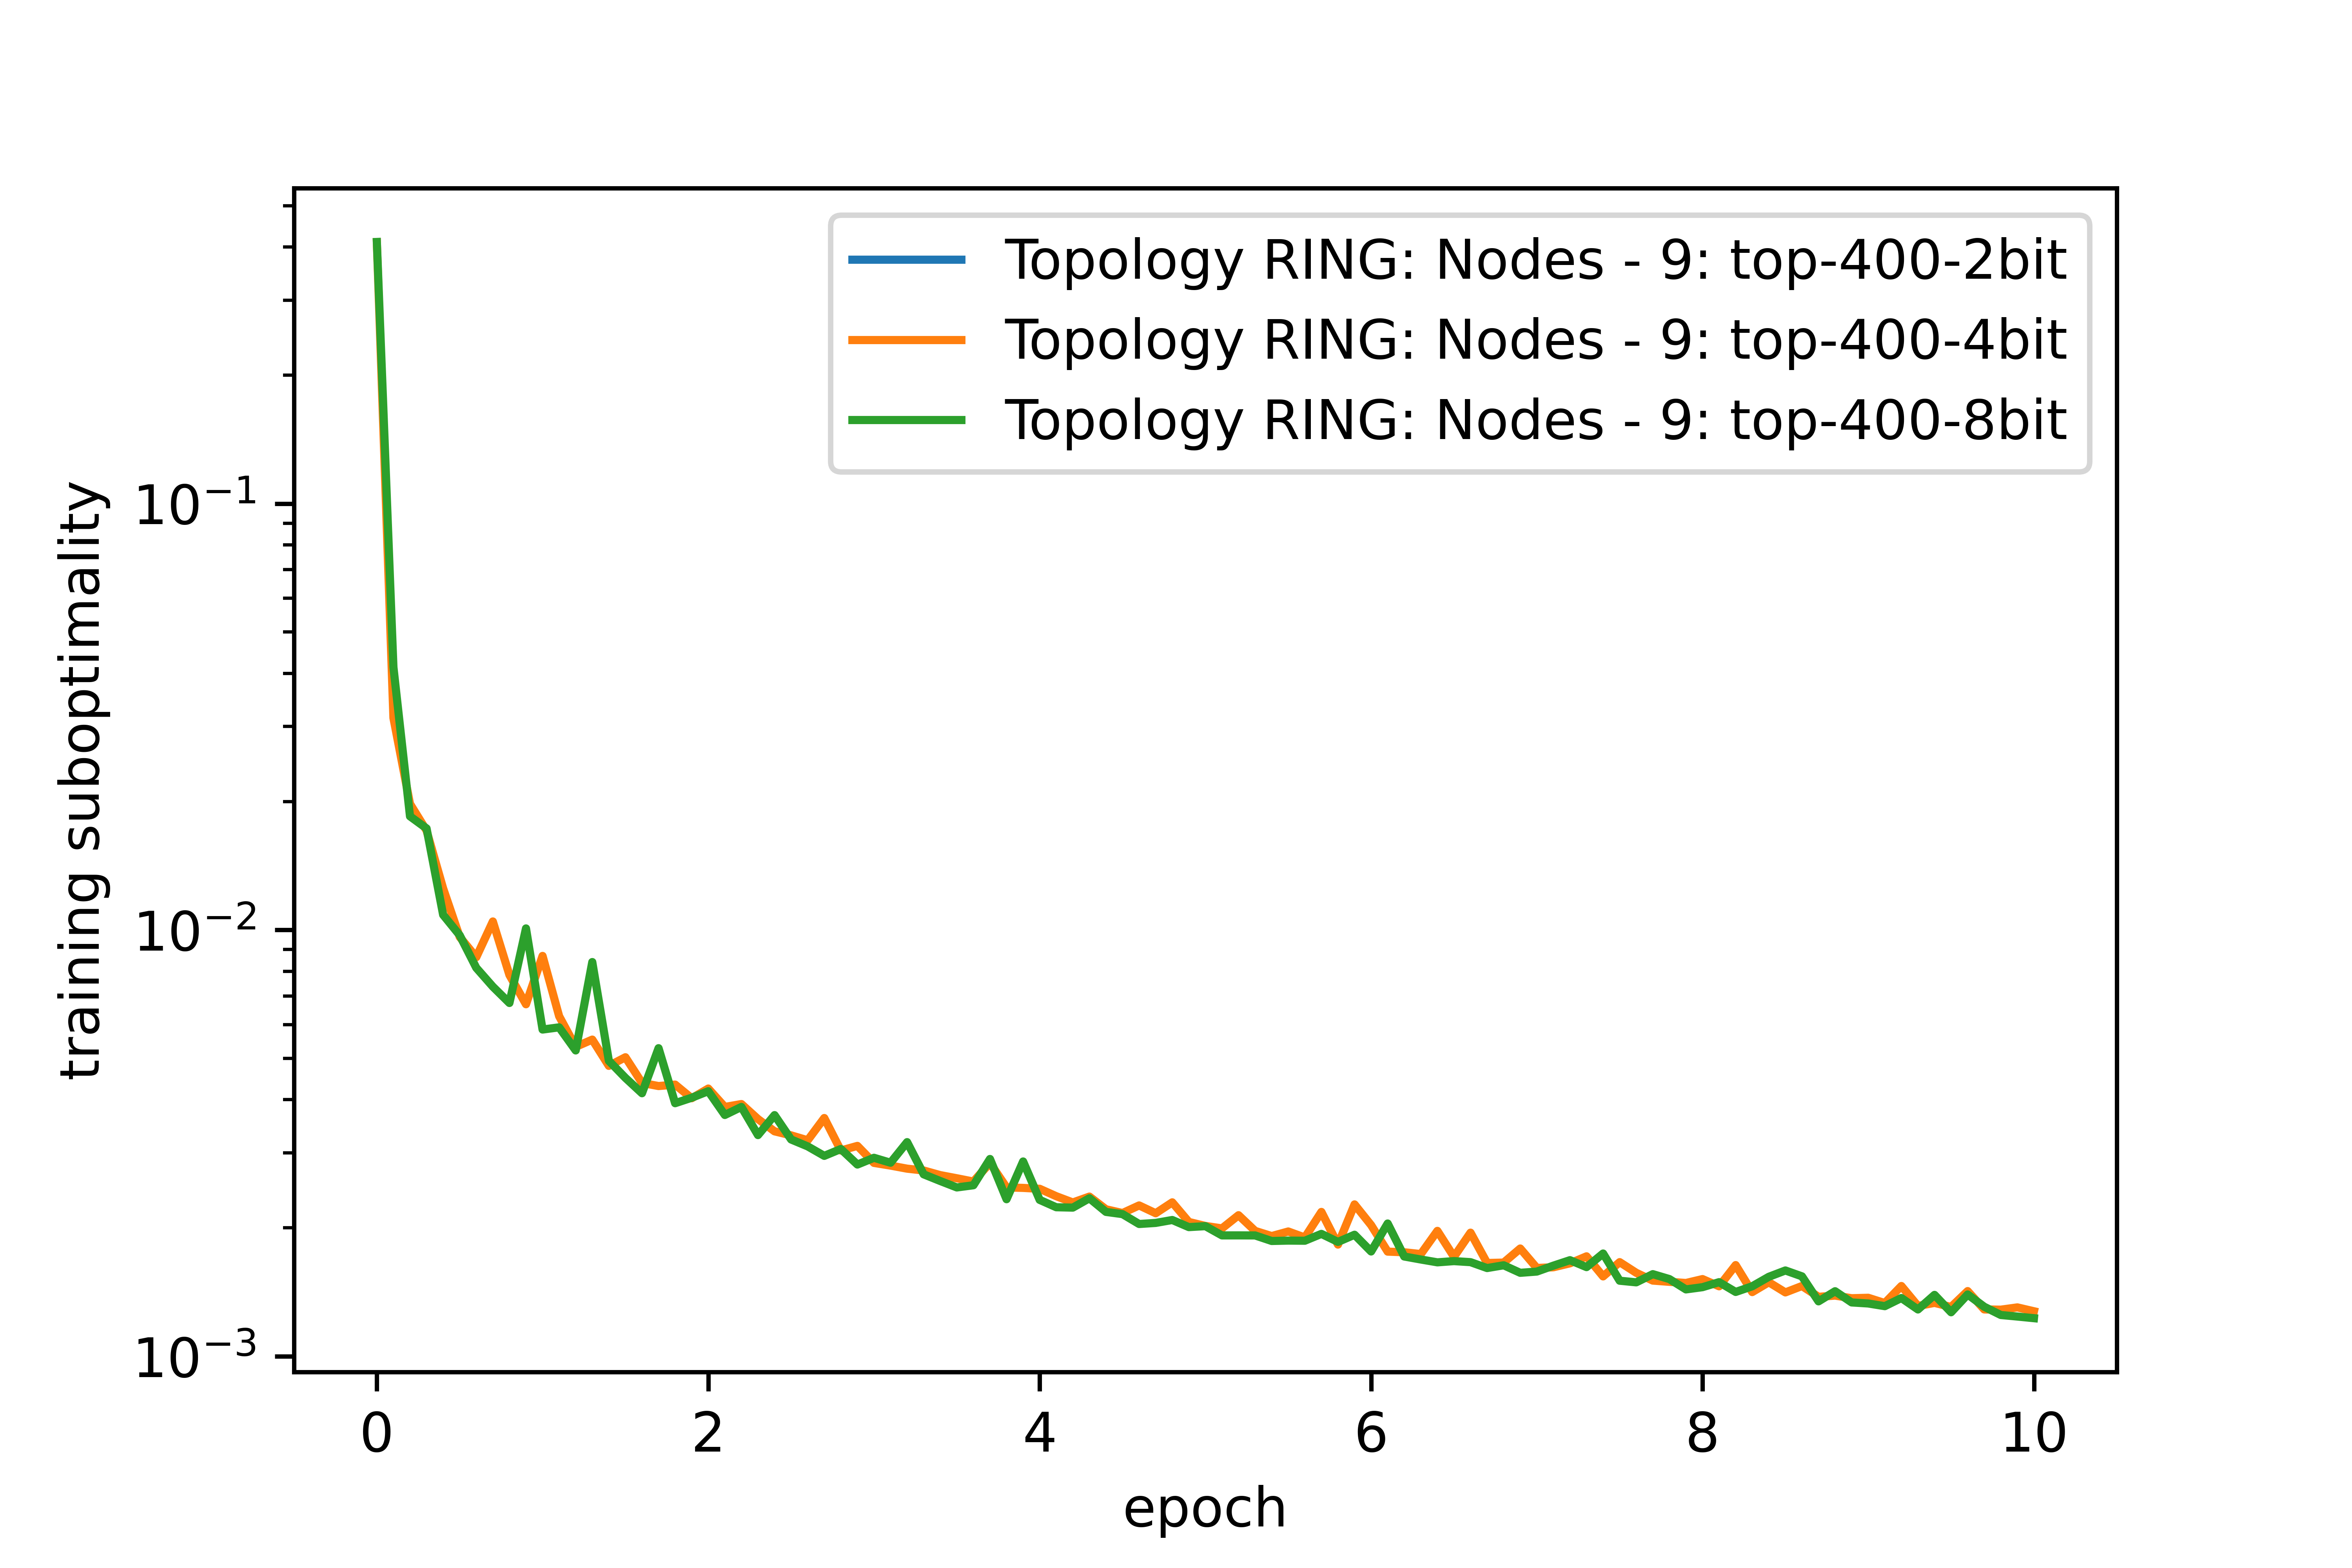 Topology RING: Nodes - 9: top-400-2bit
Topology RING: Nodes - 9: top-400-4bit
Topology RING: Nodes - 9: top-400-8bit
training suboptimality
10⁻¹
10⁻²
10⁻³
0 2 4 6 8 10
epoch